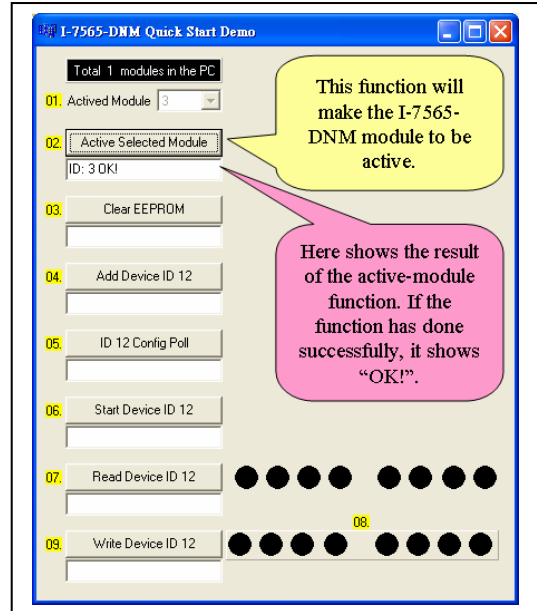 I-7565-DNM Quick Start Demo
Total 1 modules in the PC
01. Actived Module 3
02. Active Selected Module
ID: 3 OK!
03. Clear EEPROM
04. Add Device ID 12
05. ID 12 Config Poll
06. Start Device ID 12
07. Read Device ID 12
08.
09. Write Device ID 12
This function will
make the I-7565-
DNM module to be
active.
Here shows the result
of the active-module
function. If the
function has done
successfully, it shows
“OK!”.